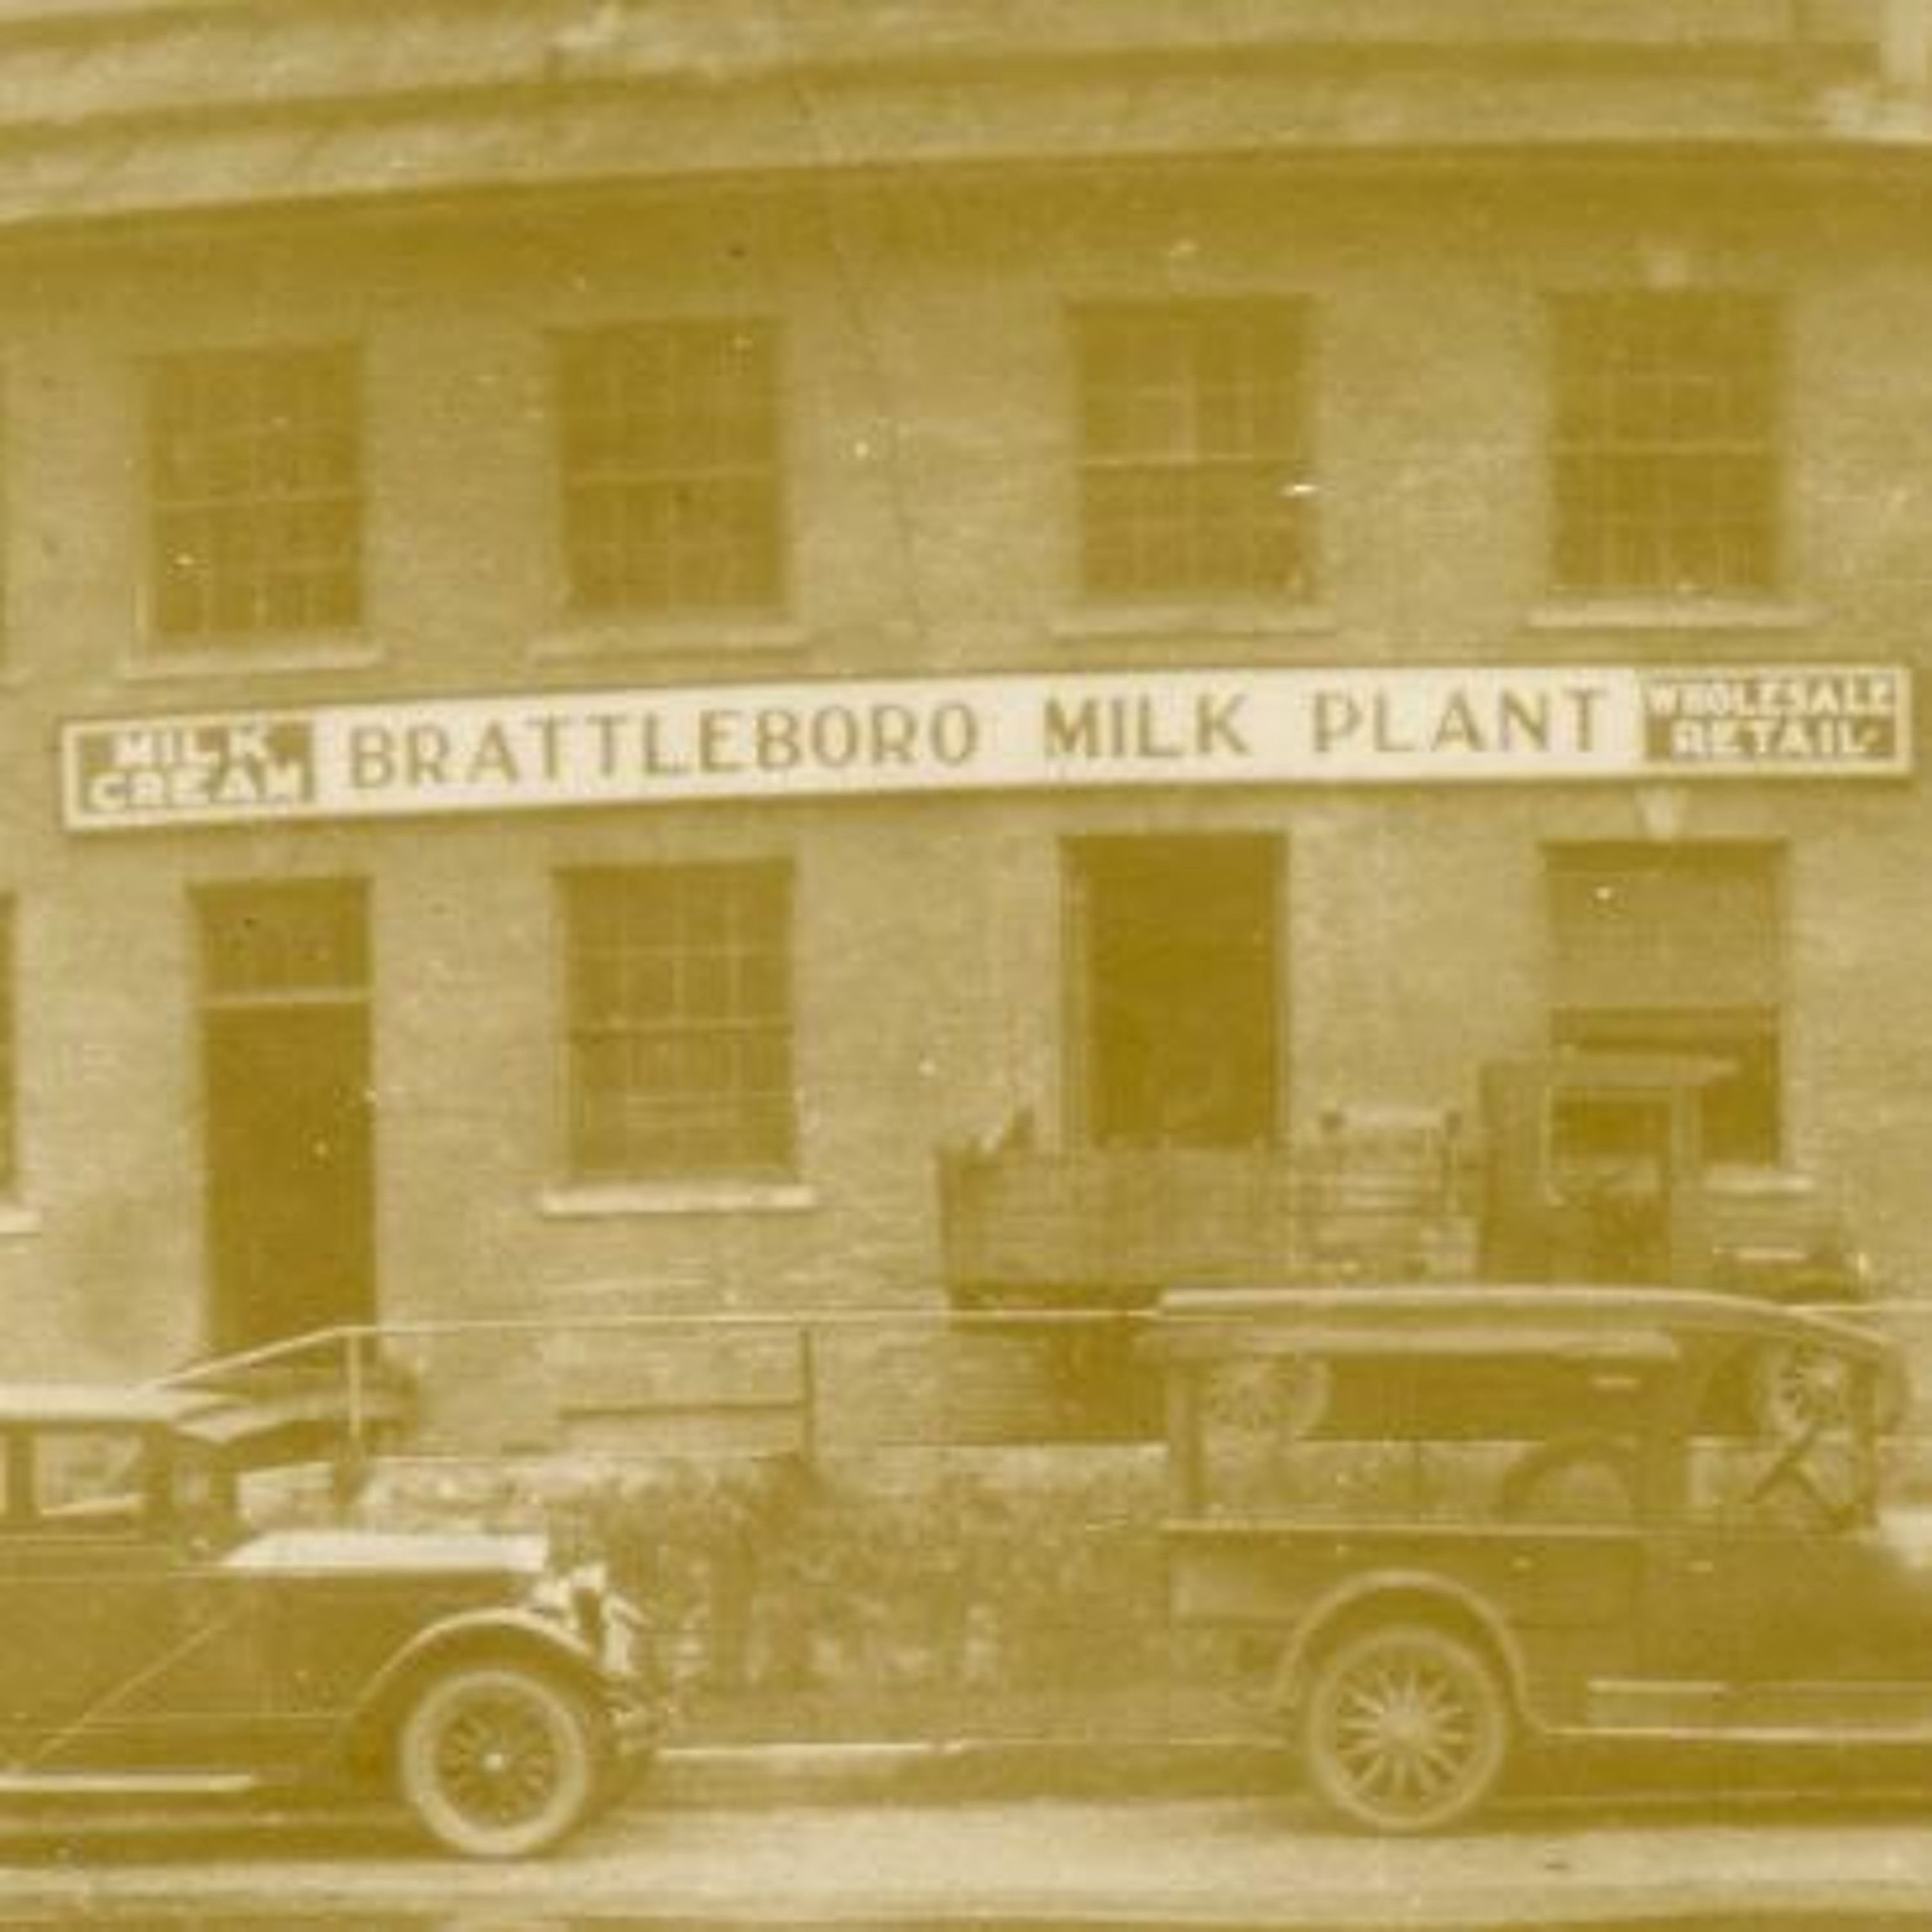 MILK
CREAM
BRATTLEBORO MILK PLANT
WHOLESALE
RETAIL